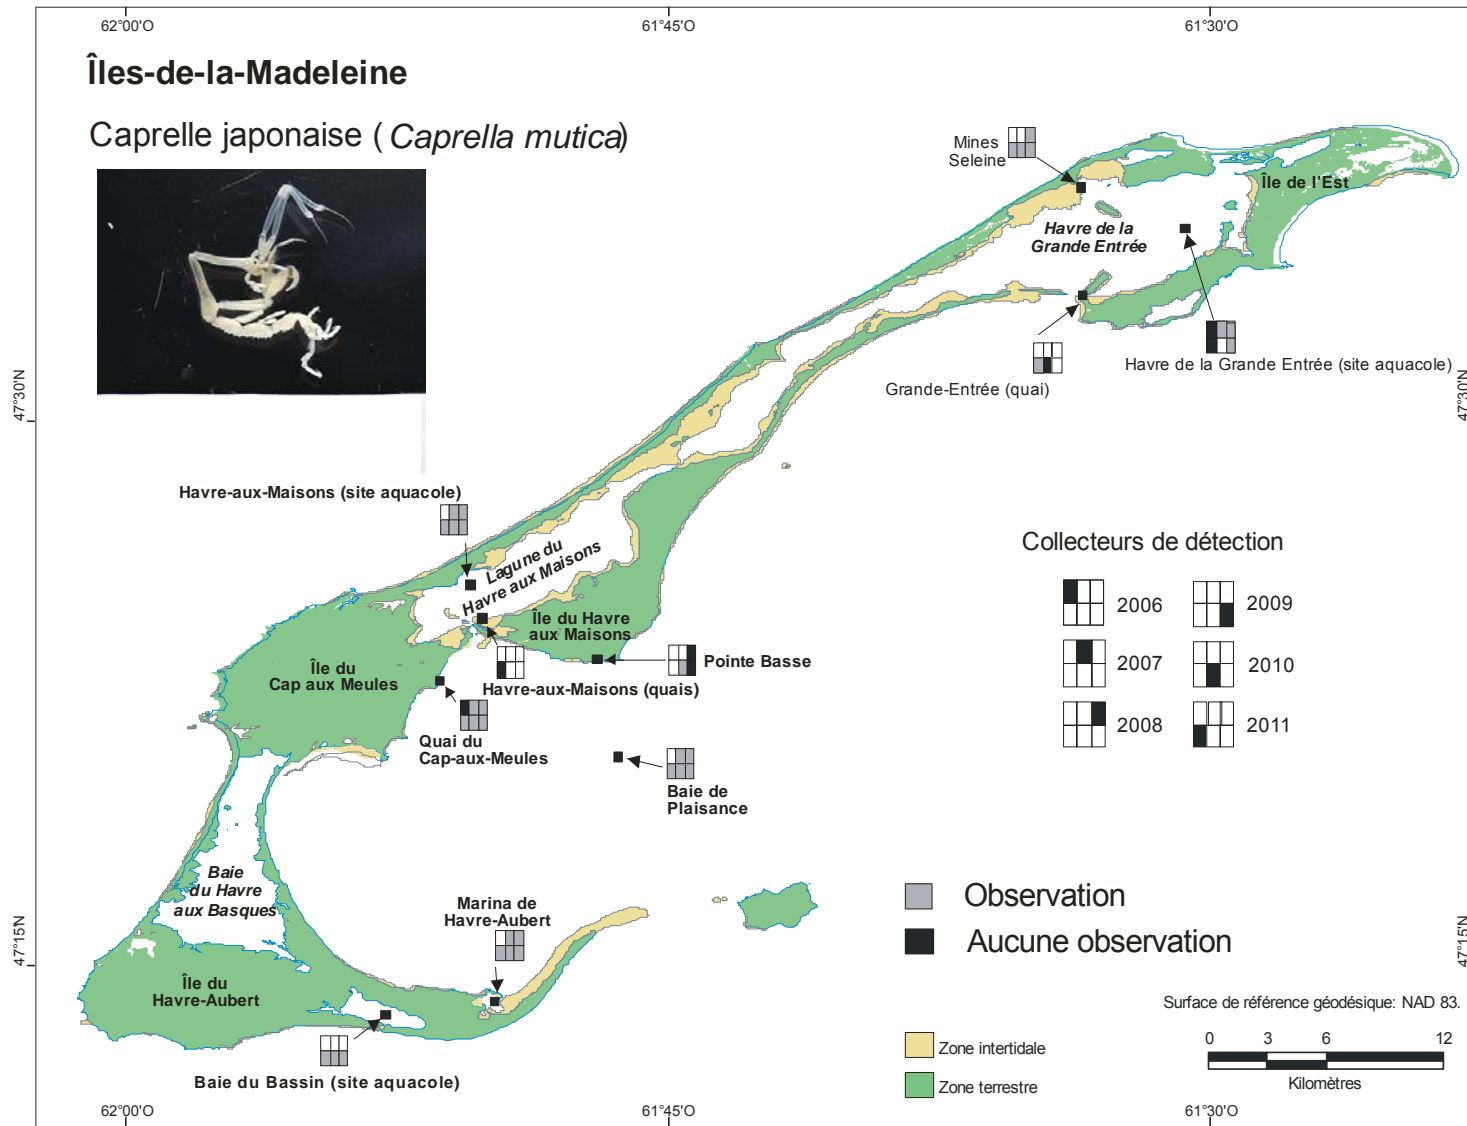 62°00'O
61°45'O
61°30'O
Îles-de-la-Madeleine
Caprelle japonaise ( Caprella mutica)
Mines
Seleine
Île de l'Est
Havre de la
Grande Entrée
Havre de la Grande Entrée (site aquacole)
Grande-Entrée (quai)
47°30'N
47°30'N
Havre-aux-Maisons (site aquacole)
Lagune du
Havre aux Maisons
Île du Havre
aux Maisons
Pointe Basse
Île du
Cap aux Meules
Havre-aux-Maisons (quais)
Quai du
Cap-aux-Meules
Baie de
Plaisance
Collecteurs de détection
2006
2009
2007
2010
2008
2011
Baie
du Havre
aux Basques
Marina de
Havre-Aubert
Observation
Aucune observation
47°15'N
47°15'N
Île du
Havre-Aubert
Baie du Bassin (site aquacole)
Surface de référence géodésique: NAD 83.
0 3 6 12
Kilomètres
Zone intertidale
Zone terrestre
62°00'O
61°45'O
61°30'O